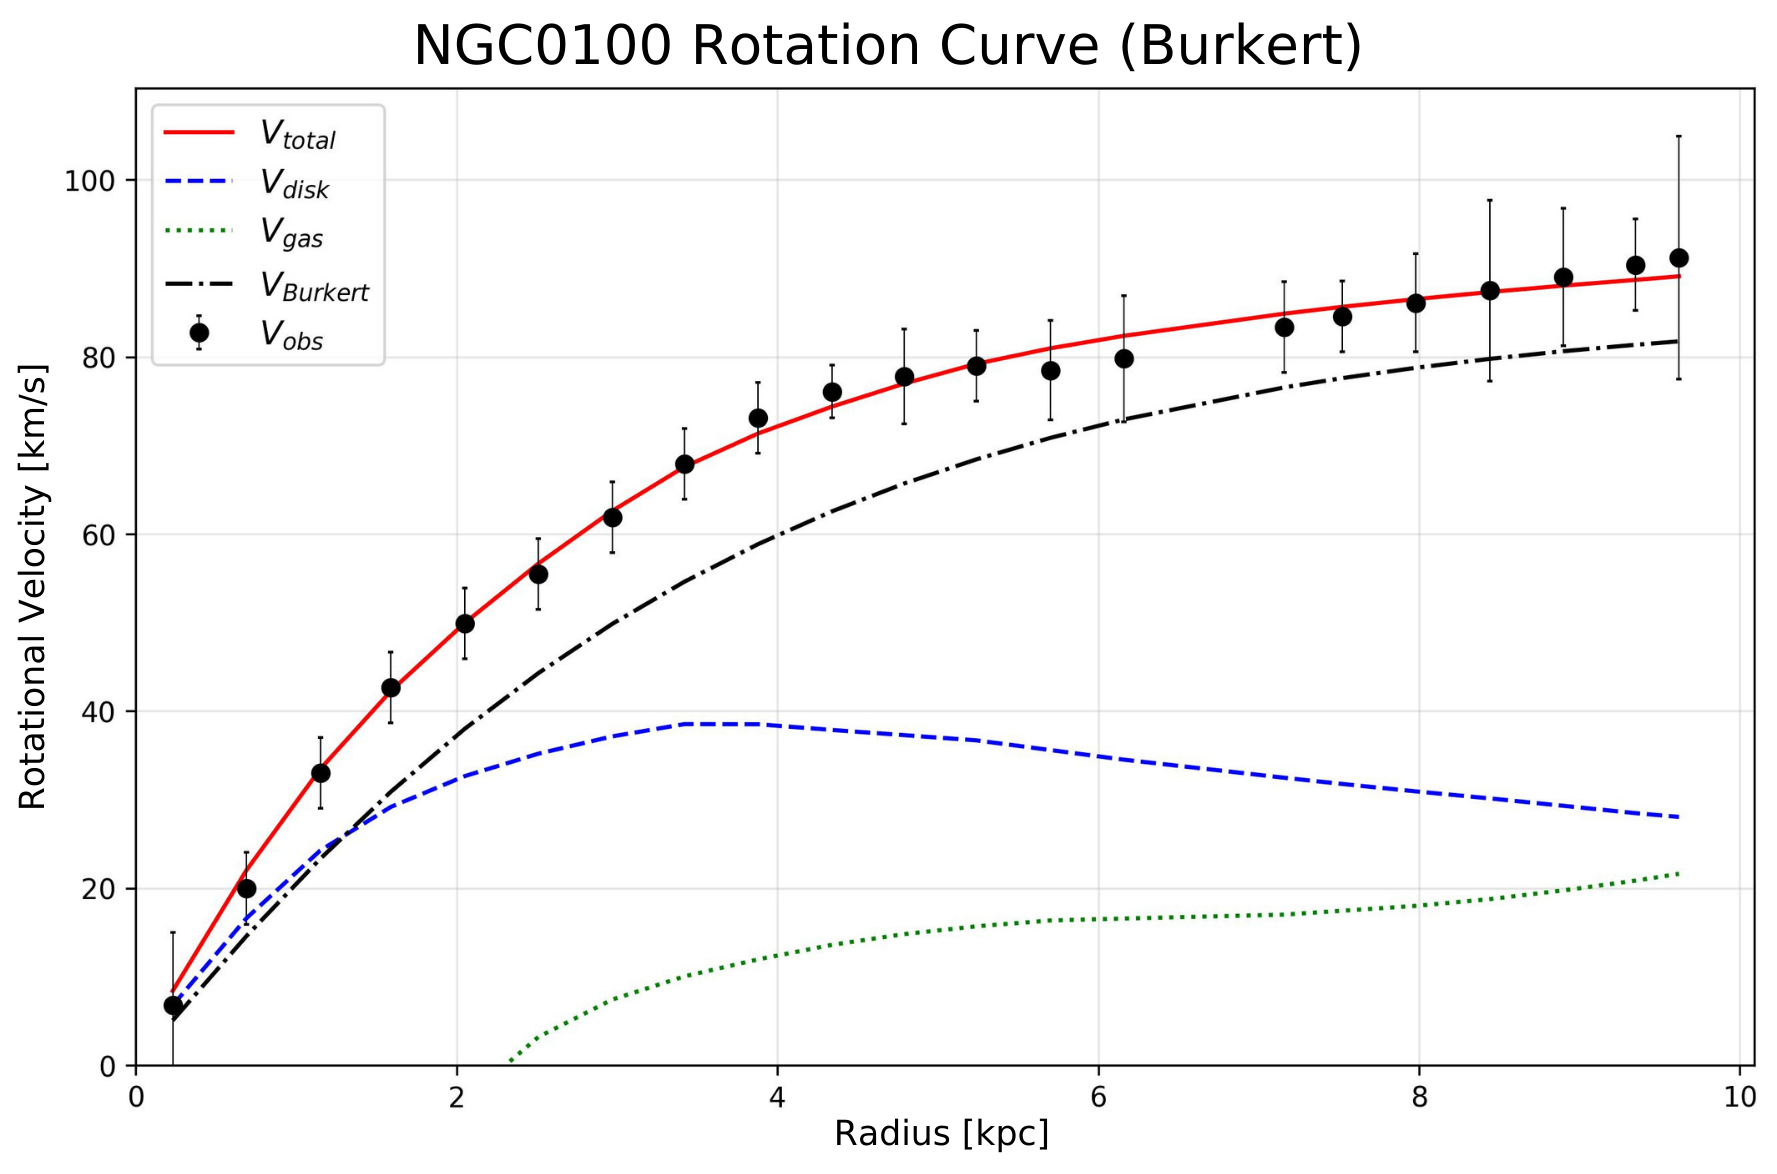 NGC0100 Rotation Curve (Burkert)
V_total
V_disk
V_gas
V_Burkert
V_obs
Rotational Velocity [km/s]
100
80
60
40
20
0
0 2 4 6 8 10
Radius [kpc]